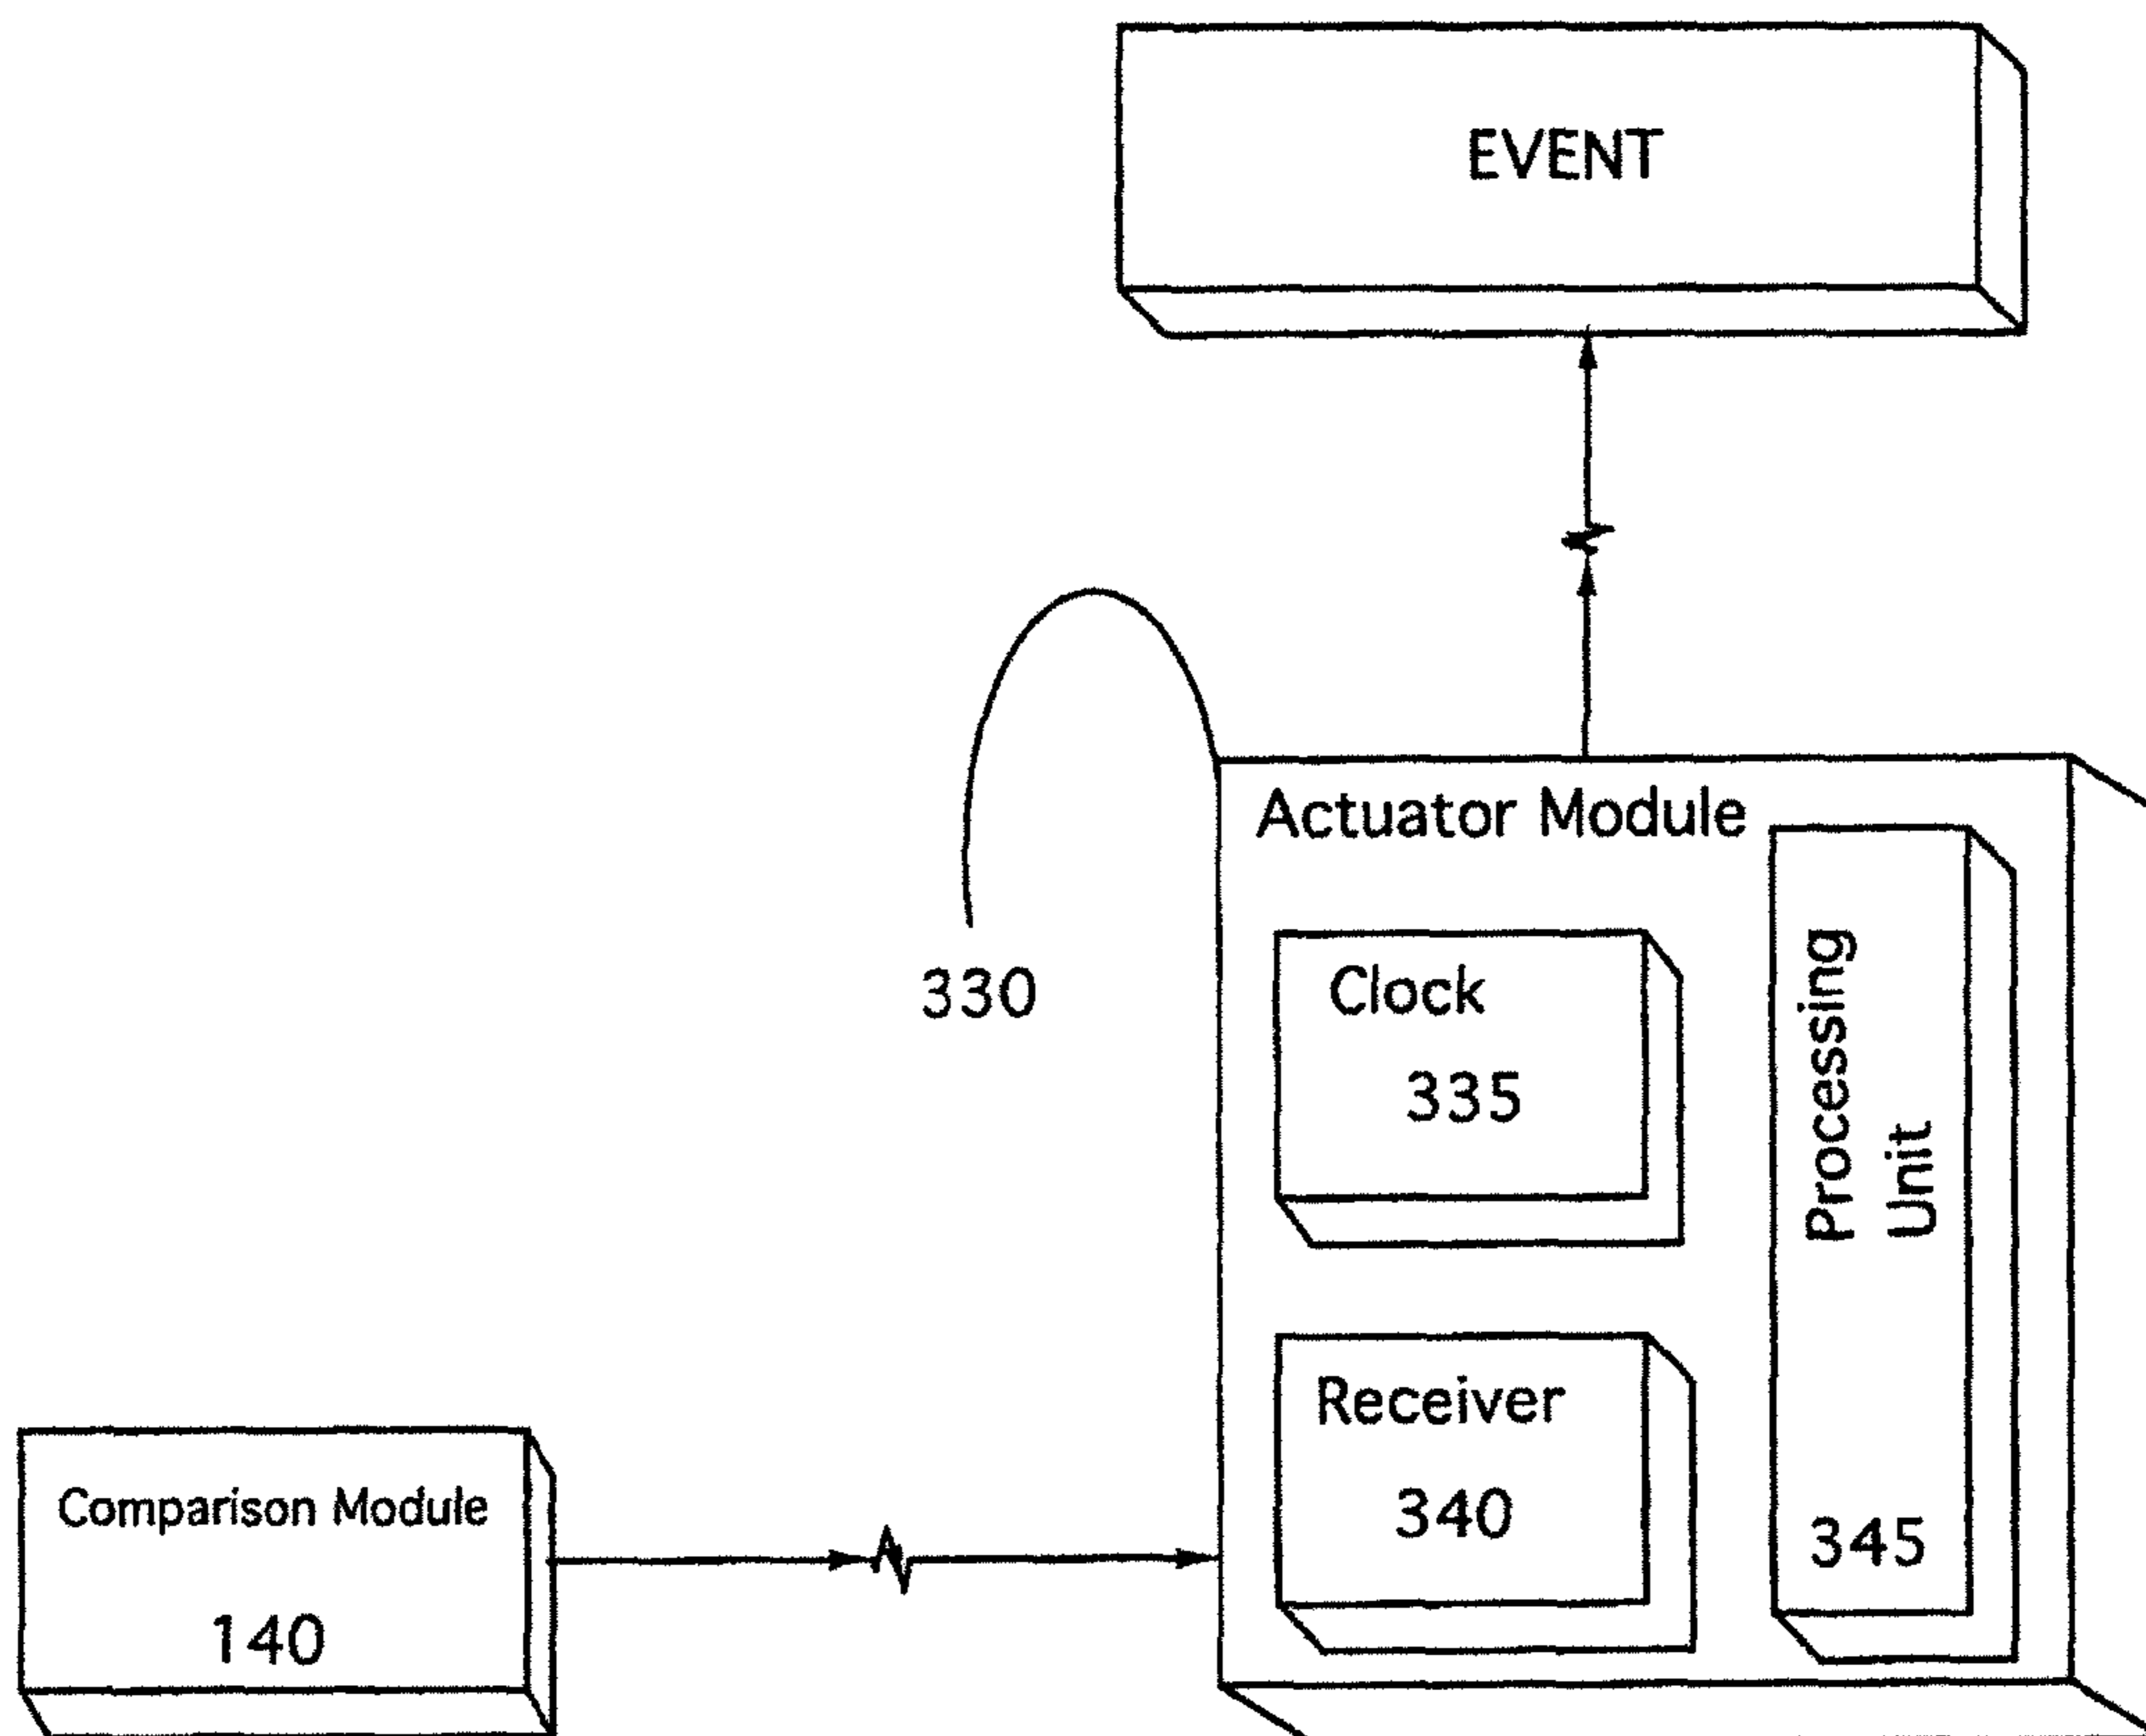 EVENT
Actuator Module
330
Clock
335
Processing
Unit
345
Receiver
340
Comparison Module
140